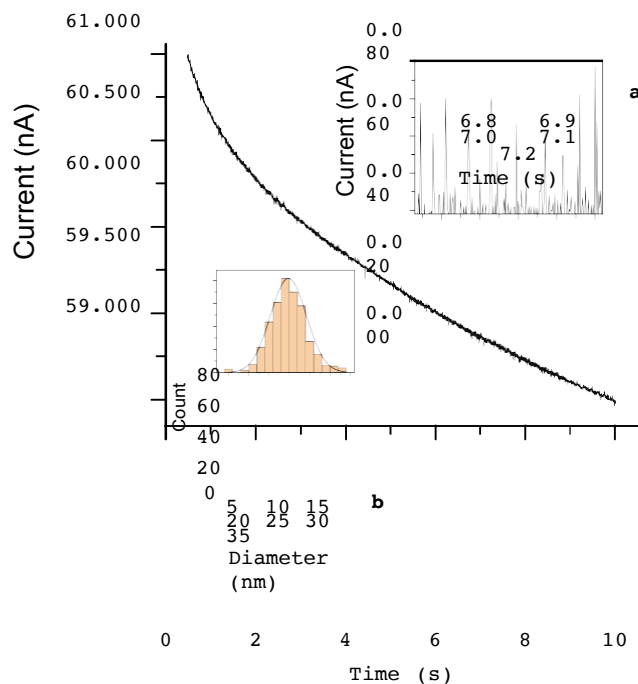 61.000
60.500
60.000
59.500
59.000
Current (nA)
0.0
80
0.0
60
0.0
40
0.0
20
0.0
00
Current (nA)
a
6.8 6.9
7.0 7.1
7.2
Time (s)
80
60
40
20
0
Count
5 10 15
20 25 30
35
b
Diameter
(nm)
0 2 4 6 8 10
Time (s)